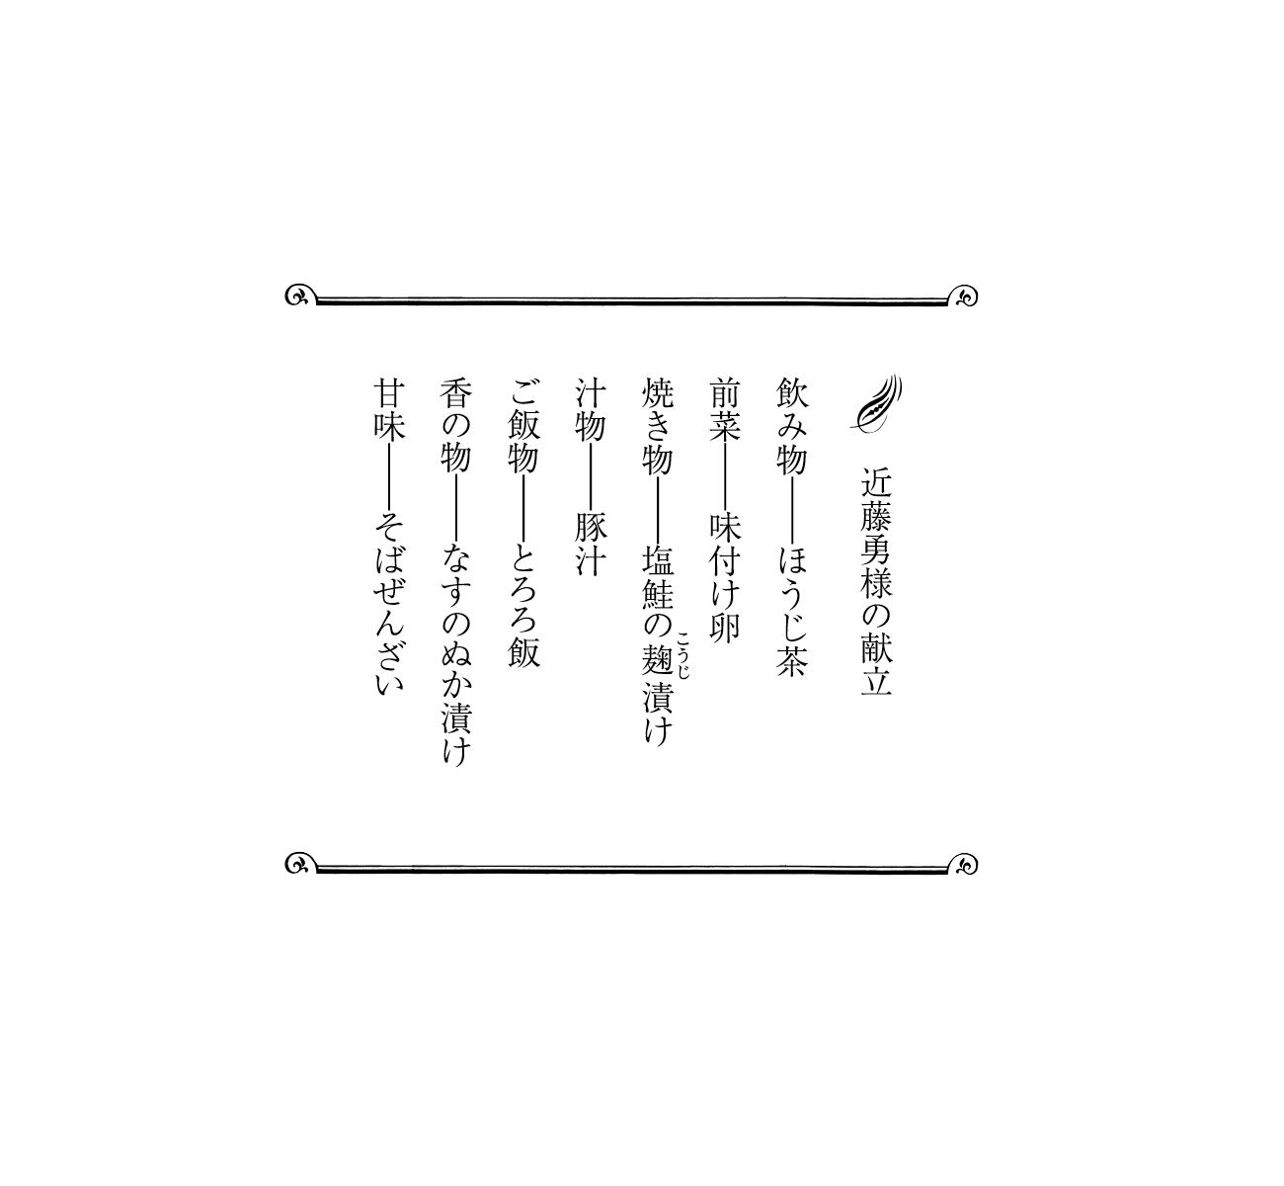 近藤勇様の献立
飲み物――ほうじ茶
前菜――味付け卵
焼き物――塩鮭の麹漬け
こうじ
汁物――豚汁
ご飯物――とろろ飯
香の物――なすのぬか漬け
甘味――そばぜんざい